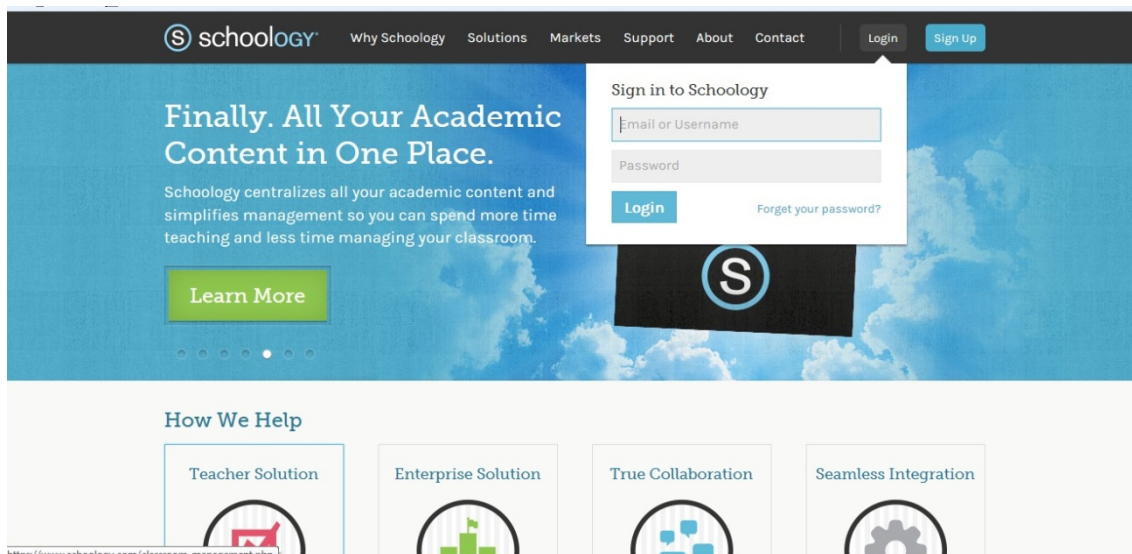 S schoology
Why Schoology Solutions Markets Support About Contact Login Sign Up
Sign in to Schoology
Email or Username
Password
Login Forget your password?
Finally. All Your Academic
Content in One Place.
Schoology centralizes all your academic content and
simplifies management so you can spend more time
teaching and less time managing your classroom.
Learn More
S
How We Help
Teacher Solution
Enterprise Solution
True Collaboration
Seamless Integration